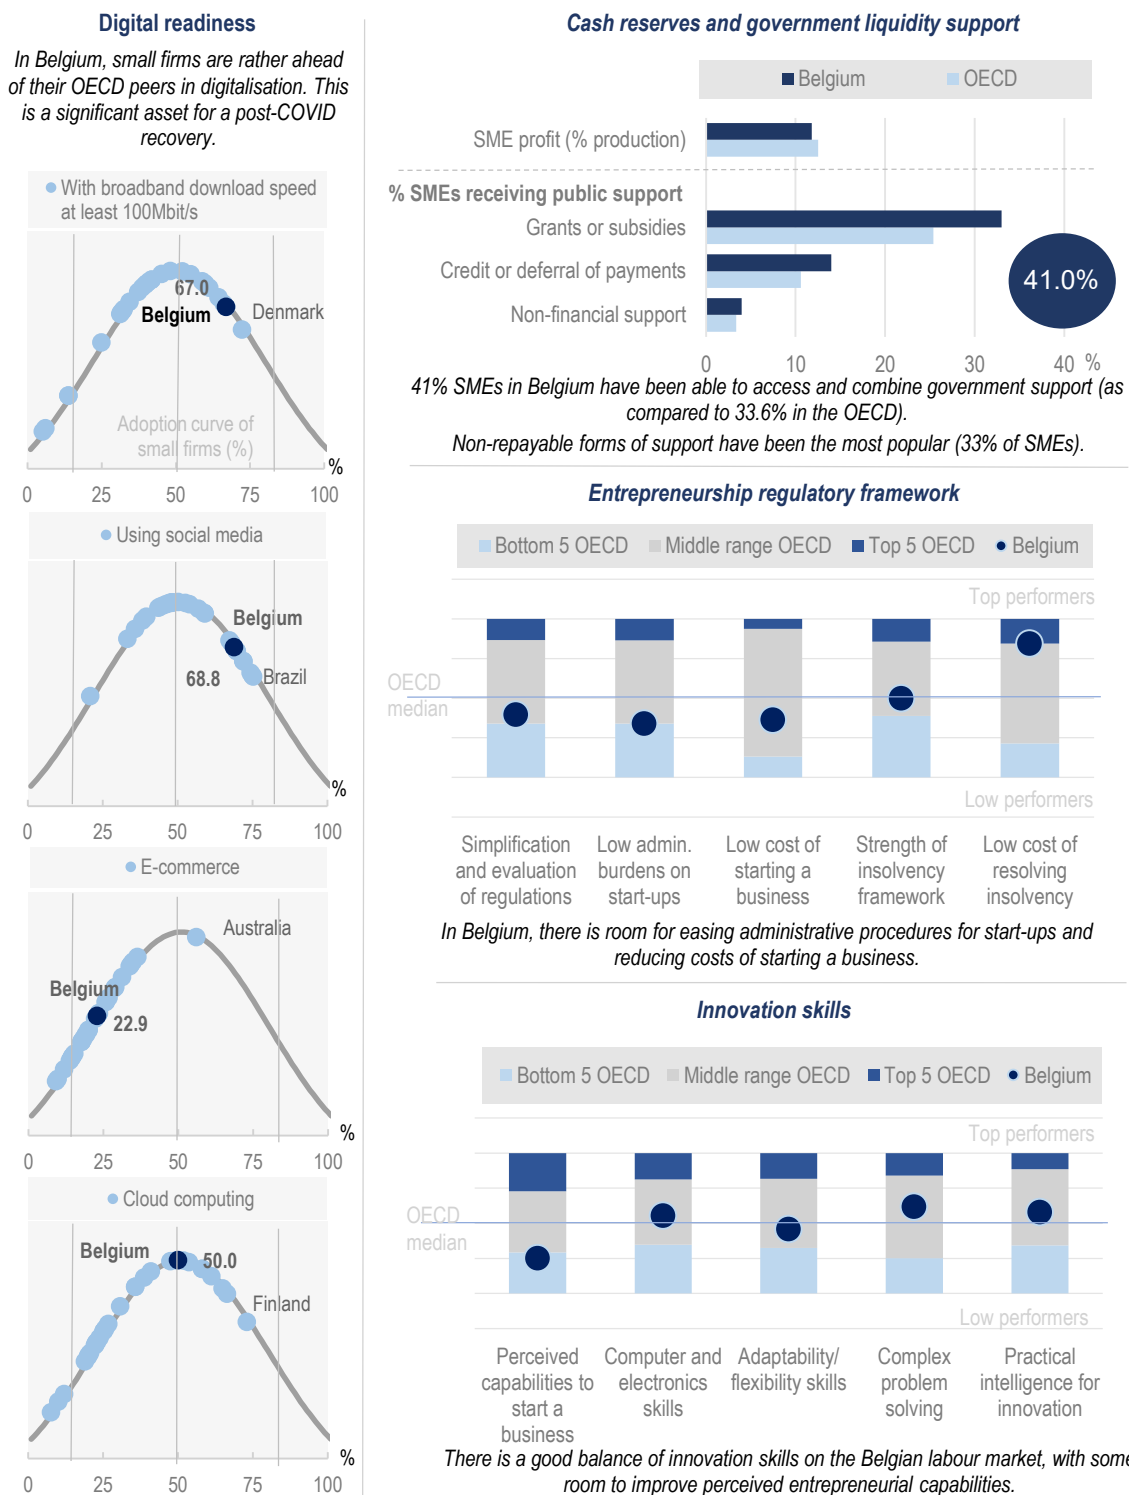 Digital readiness
In Belgium, small firms are rather ahead
of their OECD peers in digitalisation. This
is a significant asset for a post-COVID
recovery.
With broadband download speed
at least 100Mbit/s
67.0
Belgium
Denmark
Adoption curve of
small firms (%)
%
0 25 50 75 100
Using social media
Belgium
68.8
Brazil
%
0 25 50 75 100
E-commerce
Australia
Belgium
22.9
%
0 25 50 75 100
Cloud computing
Belgium
50.0
Finland
%
0 25 50 75 100
Cash reserves and government liquidity support
Belgium OECD
SME profit (% production)
% SMEs receiving public support
Grants or subsidies
Credit or deferral of payments
Non-financial support
41.0%
0 10 20 30 40 %
41% SMEs in Belgium have been able to access and combine government support (as
compared to 33.6% in the OECD).
Non-repayable forms of support have been the most popular (33% of SMEs).
Entrepreneurship regulatory framework
Bottom 5 OECD Middle range OECD Top 5 OECD Belgium
Top performers
OECD
median
Low performers
Simplification
and evaluation
of regulations
Low admin.
burdens on
start-ups
Low cost of
starting a
business
Strength of
insolvency
framework
Low cost of
resolving
insolvency
In Belgium, there is room for easing administrative procedures for start-ups and
reducing costs of starting a business.
Innovation skills
Bottom 5 OECD Middle range OECD Top 5 OECD Belgium
Top performers
OECD
median
Low performers
Perceived
capabilities to
start a
business
Computer and
electronics
skills
Adaptability/
flexibility skills
Complex
problem
solving
Practical
intelligence for
innovation
There is a good balance of innovation skills on the Belgian labour market, with some
room to improve perceived entrepreneurial capabilities.